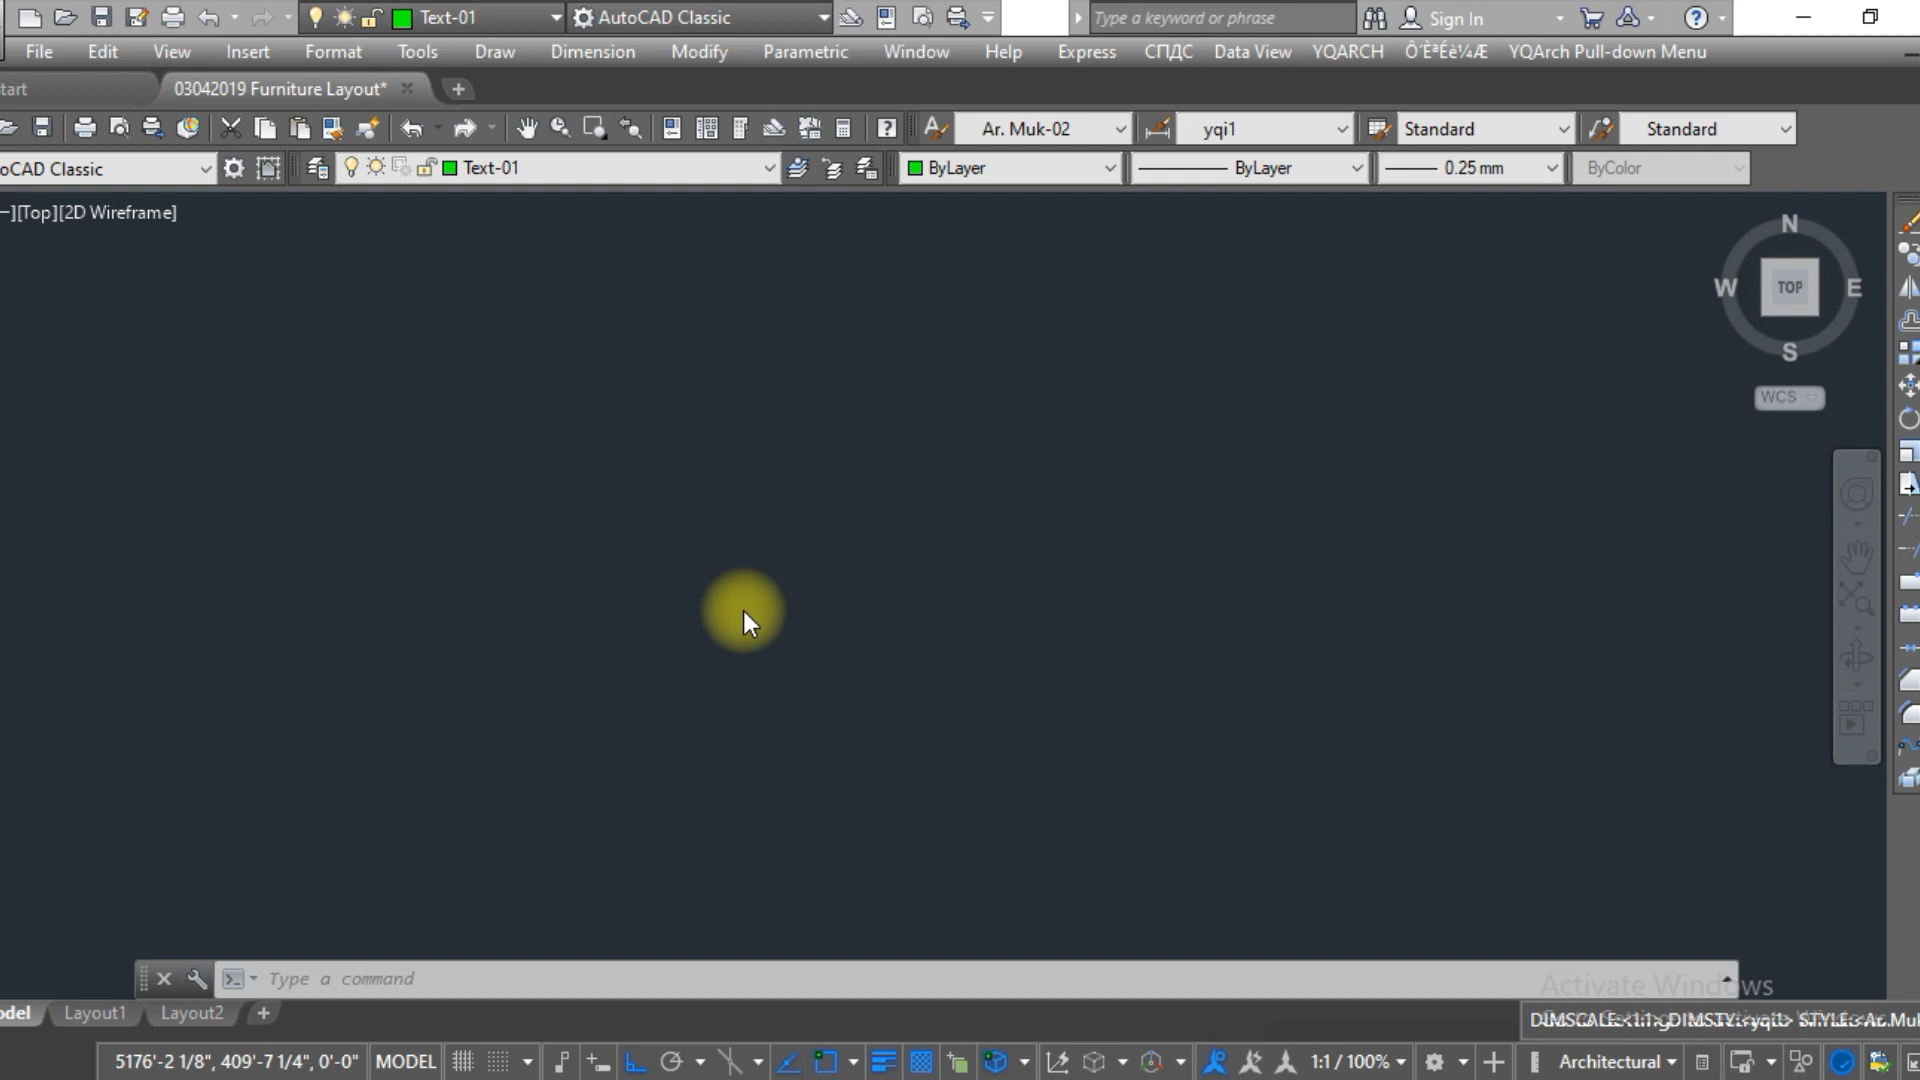 Text-01 AutoCAD Classic Type a keyword or phrase Sign In
File Edit View Insert Format Tools Draw Dimension Modify Parametric Window Help Express СПДС Data View YQARCH Ô´ÈªÉè¼Æ YQArch Pull-down Menu
tart 03042019 Furniture Layout*
Ar. Muk-02 yqi1 Standard Standard
oCAD Classic Text-01 ByLayer ByLayer 0.25 mm ByColor
−][Top][2D Wireframe]
N
W TOP E
S
WCS
Type a command
Activate Windows
odel Layout1 Layout2
5176'-2 1/8", 409'-7 1/4", 0'-0" MODEL 1:1 / 100% Architectural